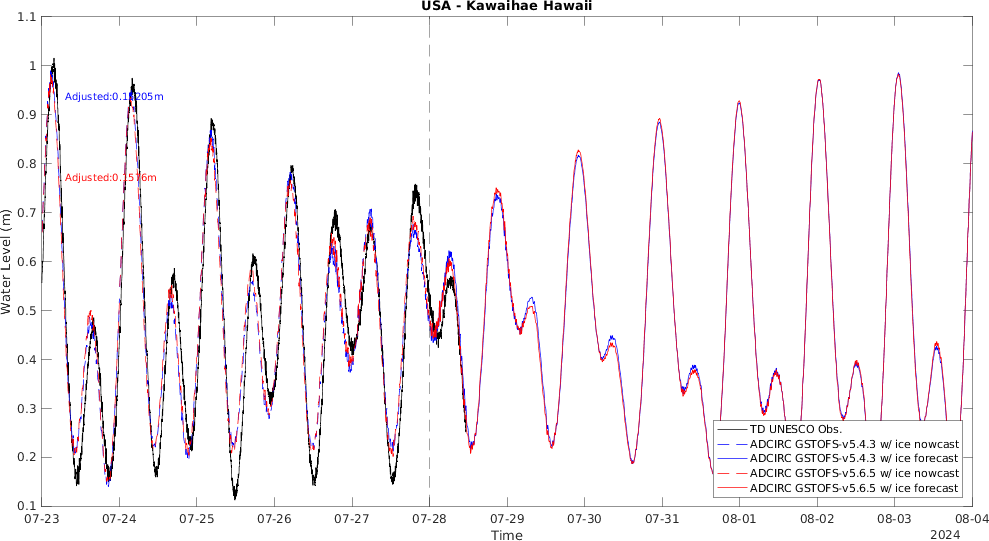 USA - Kawaihae Hawaii
1.1
1
0.9
0.8
0.7
0.6
0.5
0.4
0.3
0.2
0.1
Water Level (m)
Adjusted:0.1576m
TD UNESCO Obs.
ADCIRC GSTOFS-v5.4.3 w/ ice nowcast
ADCIRC GSTOFS-v5.4.3 w/ ice forecast
ADCIRC GSTOFS-v5.6.5 w/ ice nowcast
ADCIRC GSTOFS-v5.6.5 w/ ice forecast
07-23 07-24 07-25 07-26 07-27 07-28 07-29 07-30 07-31 08-01 08-02 08-03 08-04
Time
2024